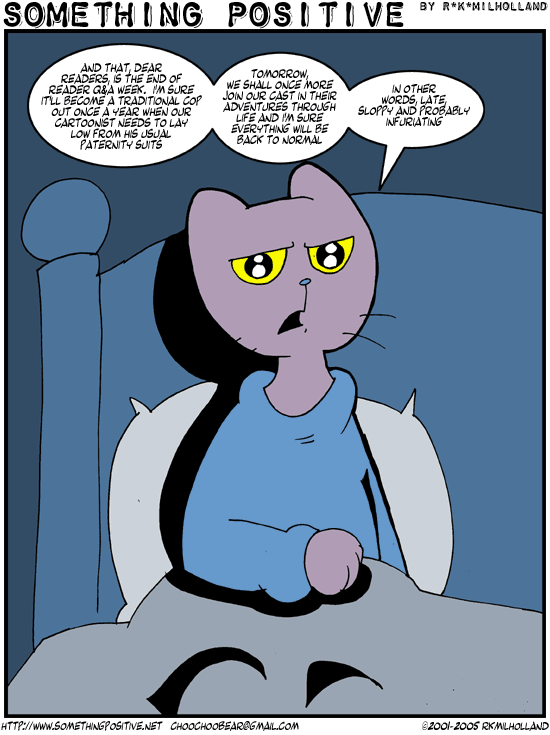 SOMETHING POSITIVE BY R*K*MILHOLLAND
AND THAT, DEAR
READERS, IS THE END OF
READER Q&A WEEK. I'M SURE
IT'LL BECOME A TRADITIONAL COP
OUT ONCE A YEAR WHEN OUR
CARTOONIST NEEDS TO LAY
LOW FROM HIS USUAL
PATERNITY SUITS
TOMORROW,
WE SHALL ONCE MORE
JOIN OUR CAST IN THEIR
ADVENTURES THROUGH
LIFE AND I'M SURE
EVERYTHING WILL BE
BACK TO NORMAL
IN OTHER
WORDS, LATE,
SLOPPY AND PROBABLY
INFURIATING
HTTP://WWW.SOMETHINGPOSITIVE.NET CHOOCHOOBEAR@GMAIL.COM ©2001-2005 RKMILHOLLAND